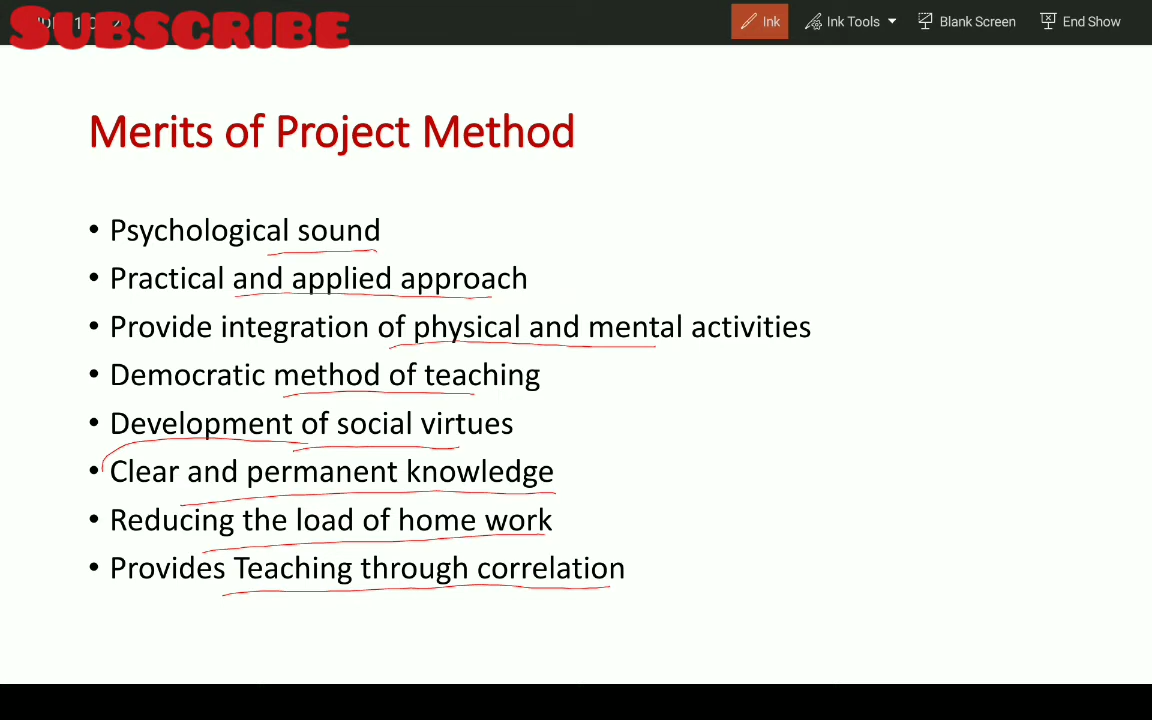 SUBSCRIBE
Ink
Ink Tools
Blank Screen
End Show
Merits of Project Method
• Psychological sound
• Practical and applied approach
• Provide integration of physical and mental activities
• Democratic method of teaching
• Development of social virtues
• Clear and permanent knowledge
• Reducing the load of home work
• Provides Teaching through correlation